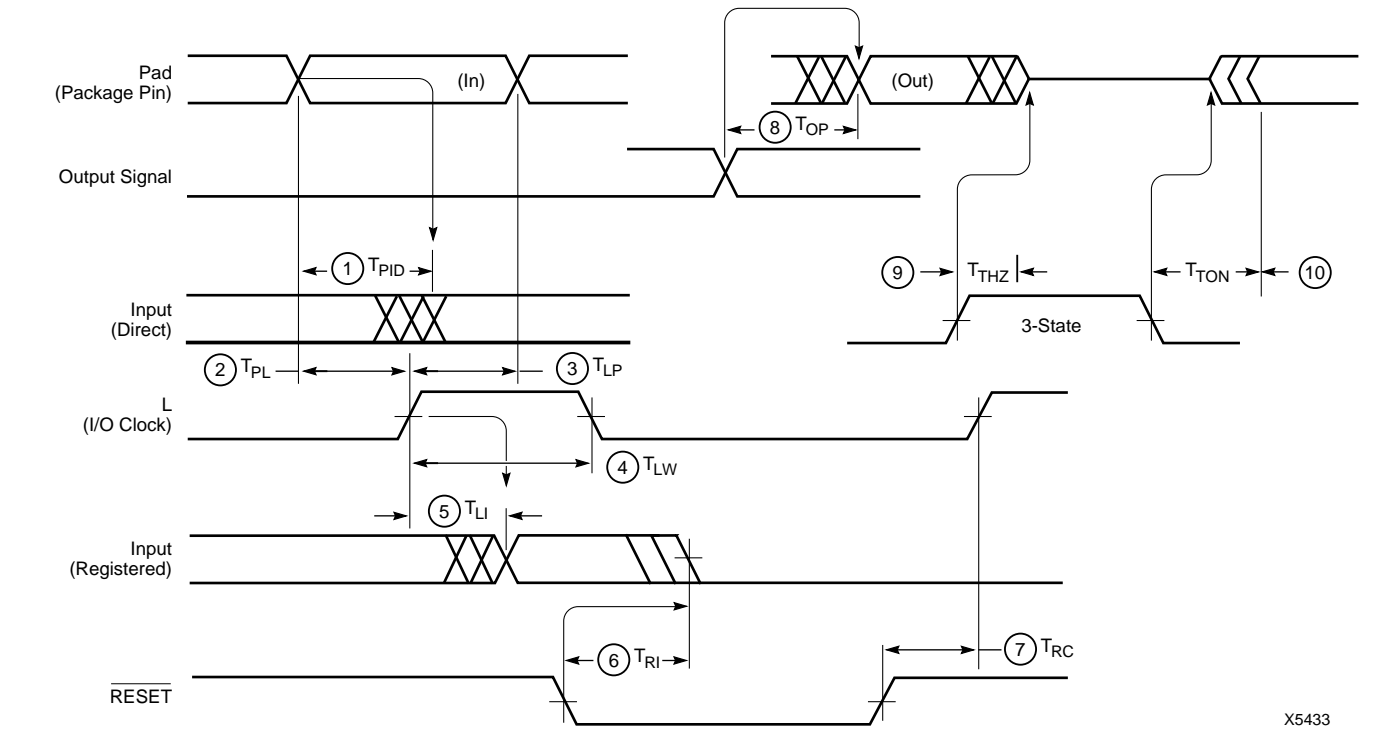 Pad
(Package Pin)
(In)
(Out)
8 TOP
Output Signal
1 TPID
9 TTHZ
TTON 10
Input
(Direct)
3-State
2 TPL
3 TLP
L
(I/O Clock)
4 TLW
5 TLI
Input
(Registered)
6 TRI
7 TRC
RESET
X5433